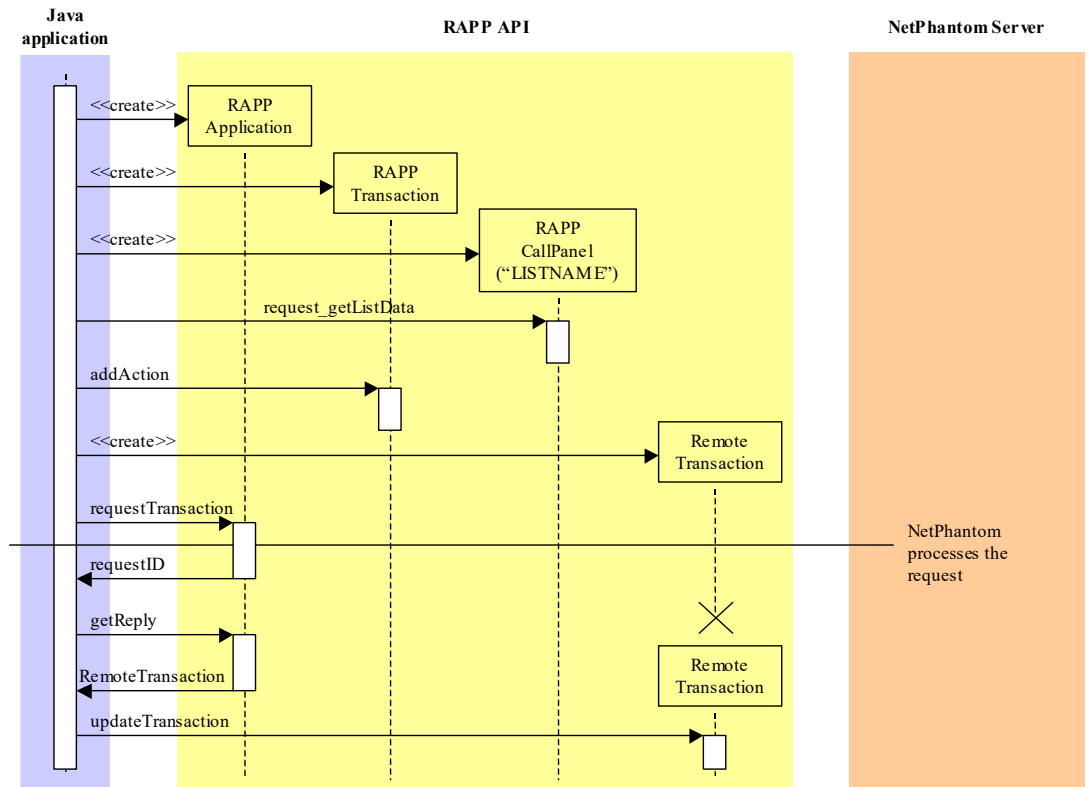 Java
application
RAPP API
NetPhantom Server
<<create>>
RAPP
Application
<<create>>
RAPP
Transaction
<<create>>
RAPP
CallPanel
(“LISTNAME”)
request_getListData
addAction
<<create>>
Remote
Transaction
requestTransaction
NetPhantom
processes the
request
requestID
getReply
RemoteTransaction
Remote
Transaction
updateTransaction